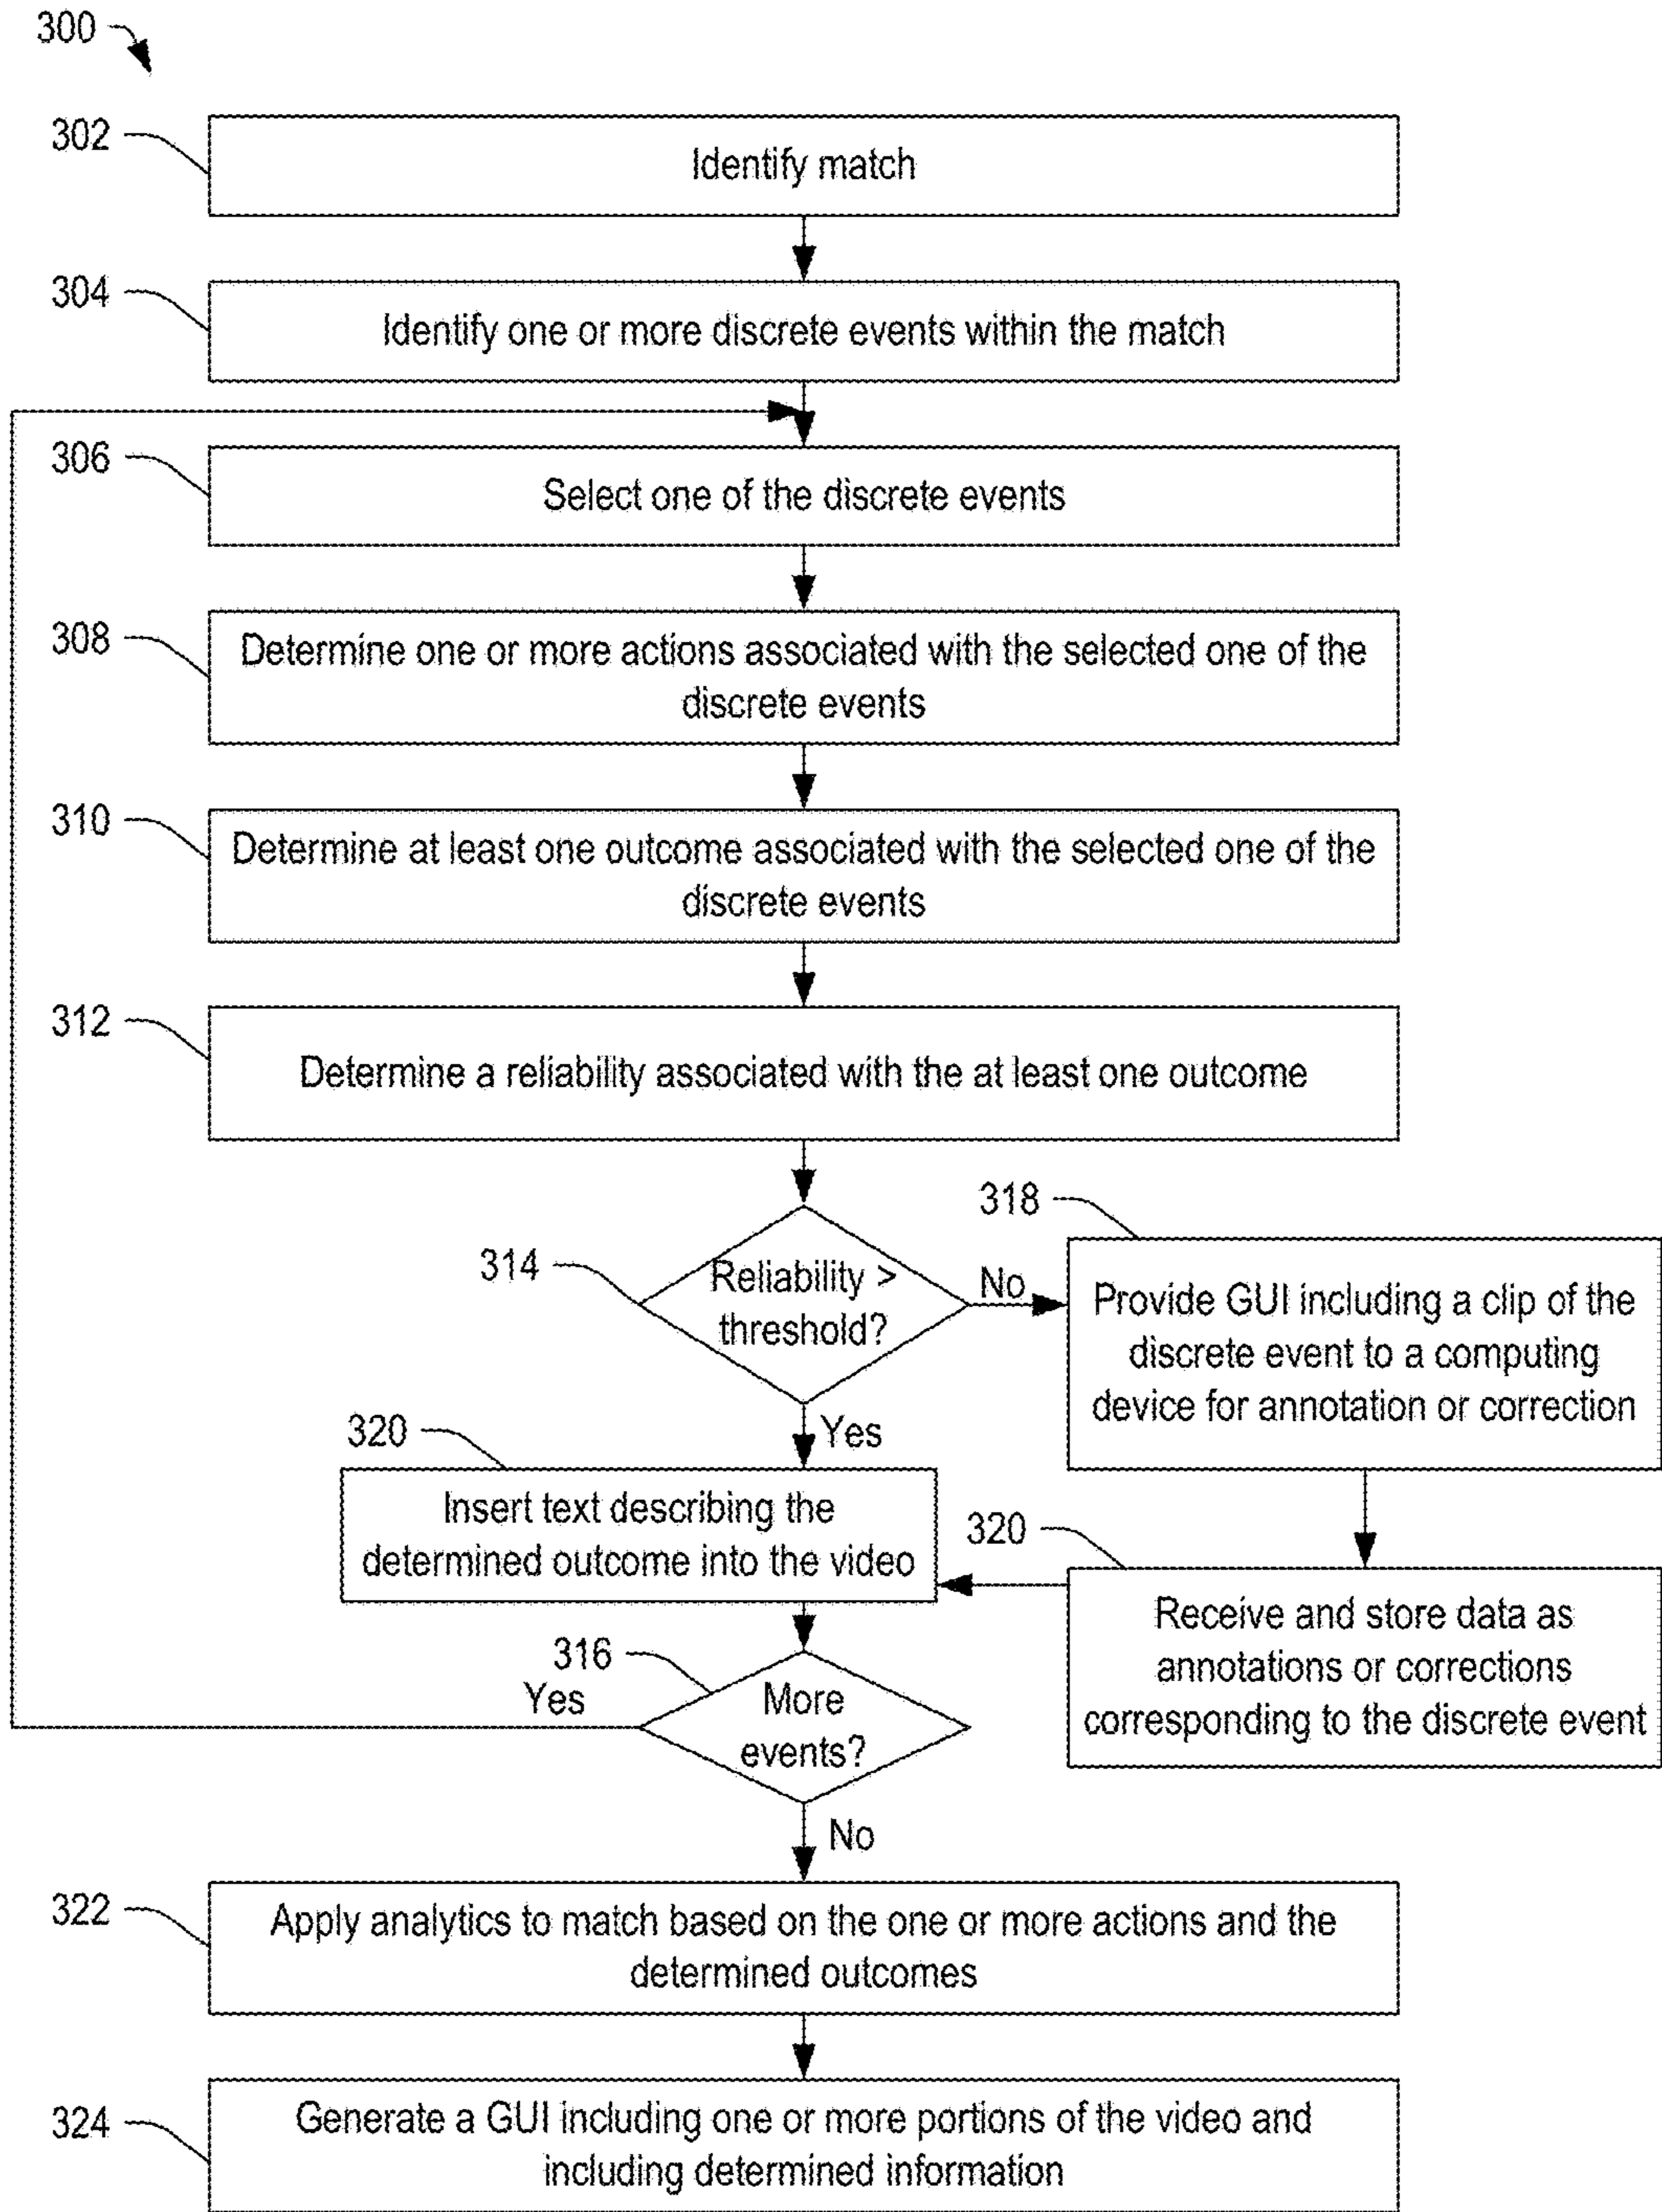 300
302
Identify match
304
Identify one or more discrete events within the match
306
Select one of the discrete events
308
Determine one or more actions associated with the selected one of the
discrete events
310
Determine at least one outcome associated with the selected one of the
discrete events
312
Determine a reliability associated with the at least one outcome
314
Reliability >
threshold?
No
318
Provide GUI including a clip of the
discrete event to a computing
device for annotation or correction
Yes
320
Insert text describing the
determined outcome into the video
320
Receive and store data as
annotations or corrections
corresponding to the discrete event
316
Yes
More
events?
No
322
Apply analytics to match based on the one or more actions and the
determined outcomes
324
Generate a GUI including one or more portions of the video and
including determined information